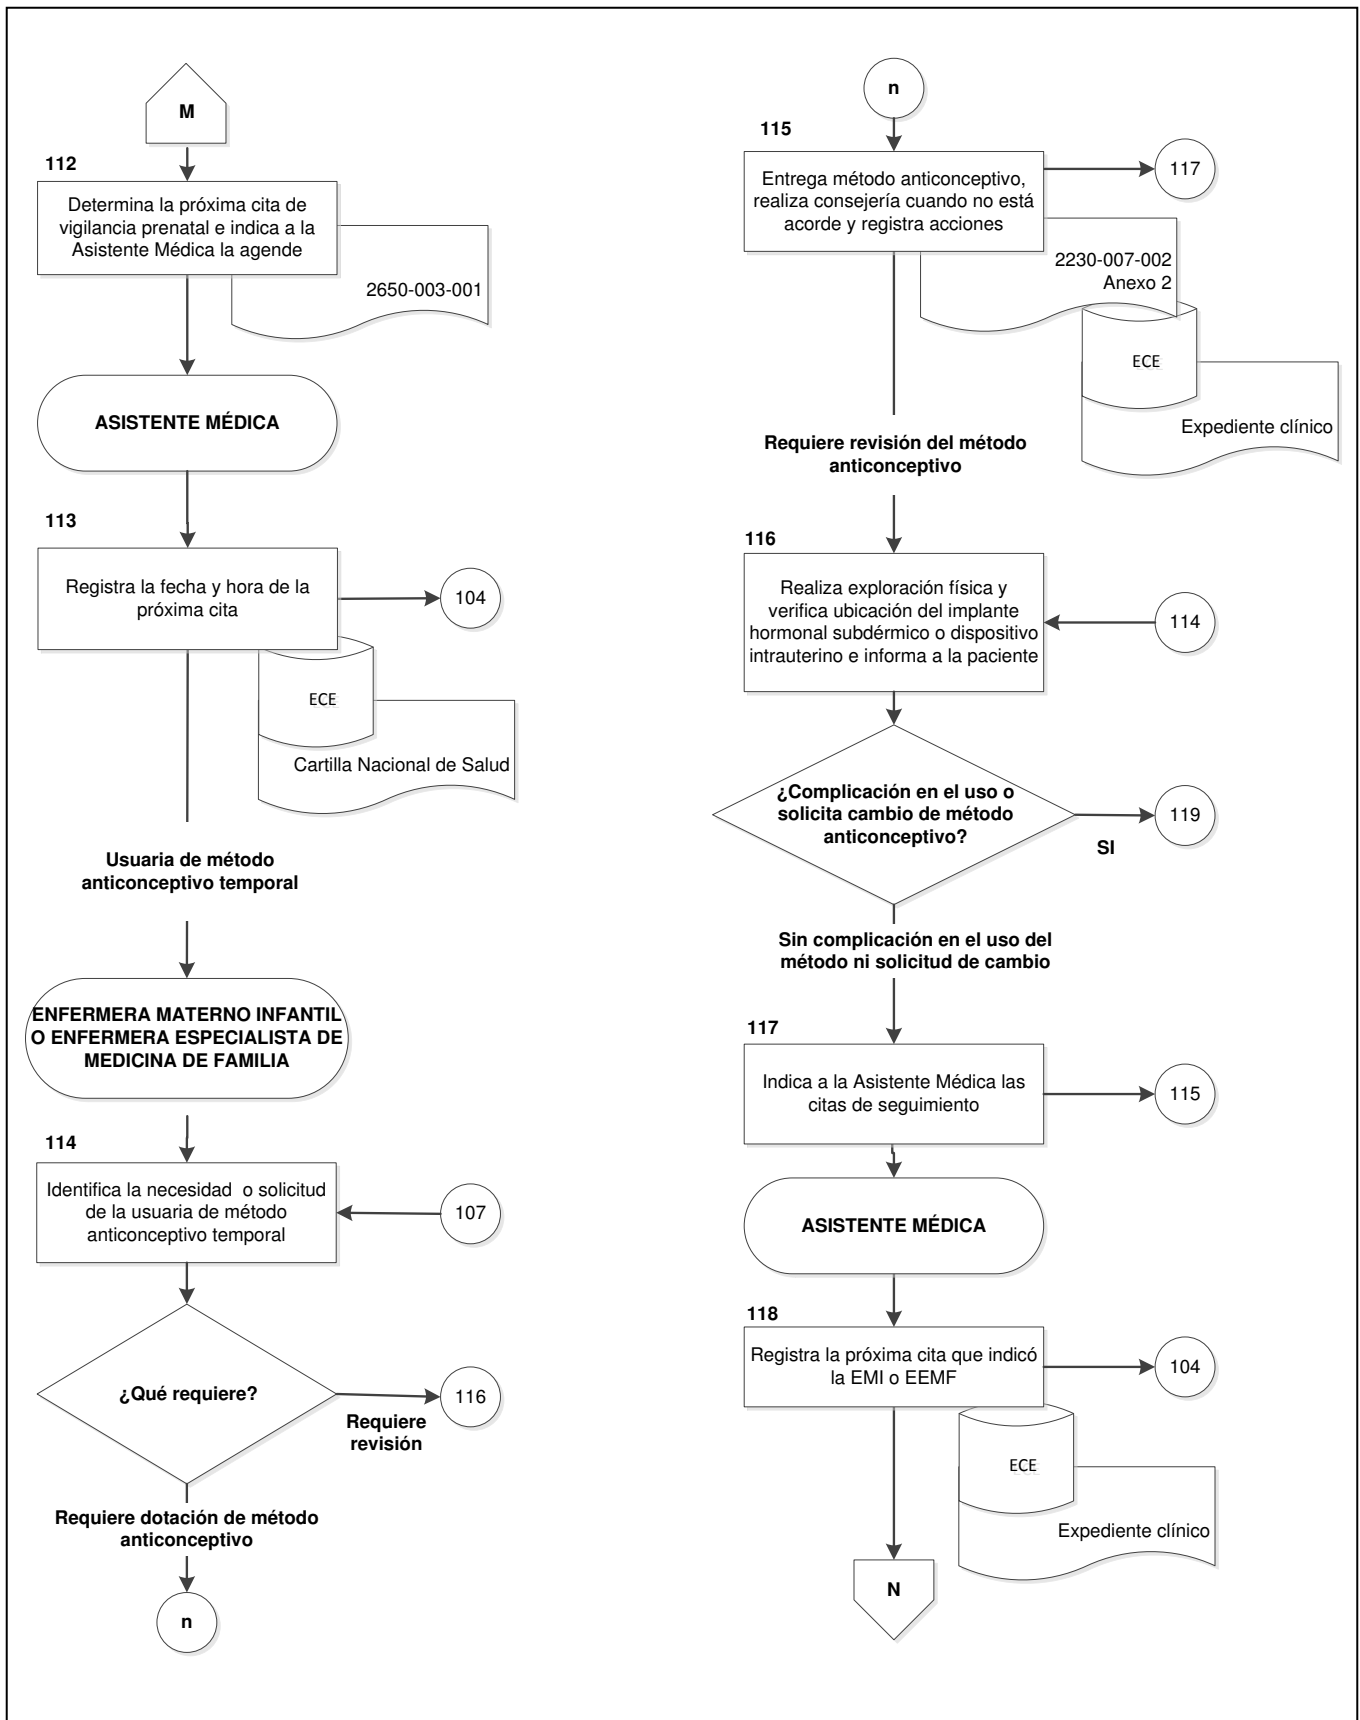 M
112
Determina la próxima cita de
vigilancia prenatal e indica a la
Asistente Médica la agende
2650-003-001
ASISTENTE MÉDICA
113
Registra la fecha y hora de la
próxima cita
104
ECE
Cartilla Nacional de Salud
Usuaria de método
anticonceptivo temporal
ENFERMERA MATERNO INFANTIL
O ENFERMERA ESPECIALISTA DE
MEDICINA DE FAMILIA
114
Identifica la necesidad o solicitud
de la usuaria de método
anticonceptivo temporal
107
¿Qué requiere?
116
Requiere
revisión
Requiere dotación de método
anticonceptivo
n
n
115
Entrega método anticonceptivo,
realiza consejería cuando no está
acorde y registra acciones
117
2230-007-002
Anexo 2
ECE
Expediente clínico
Requiere revisión del método
anticonceptivo
116
Realiza exploración física y
verifica ubicación del implante
hormonal subdérmico o dispositivo
intrauterino e informa a la paciente
114
¿Complicación en el uso o
solicita cambio de método
anticonceptivo?
119
SI
Sin complicación en el uso del
método ni solicitud de cambio
117
Indica a la Asistente Médica las
citas de seguimiento
115
ASISTENTE MÉDICA
118
Registra la próxima cita que indicó
la EMI o EEMF
104
ECE
Expediente clínico
N